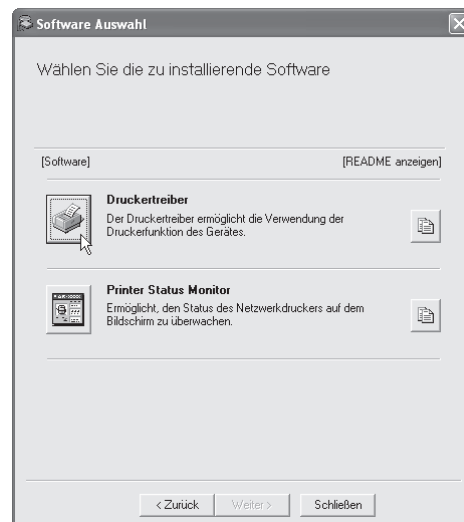 Software Auswahl
Wählen Sie die zu installierende Software
[Software] [README anzeigen]
Druckertreiber
Der Druckertreiber ermöglicht die Verwendung der
Druckerfunktion des Gerätes.
Printer Status Monitor
Ermöglicht, den Status des Netzwerkdruckers auf dem
Bildschirm zu überwachen.
< Zurück Weiter > Schließen